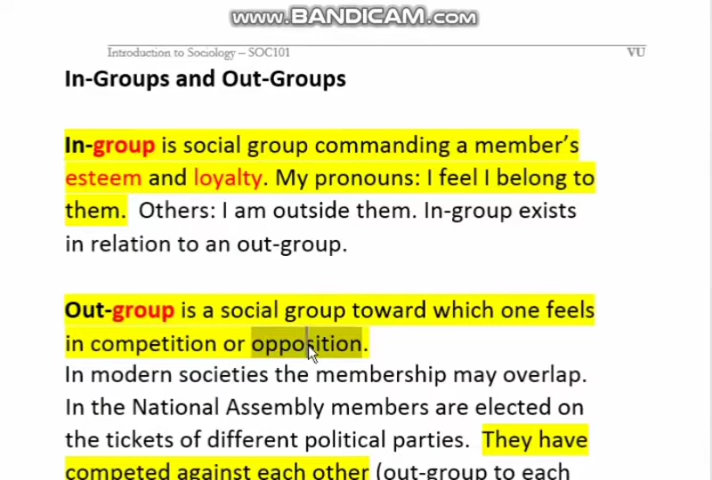 www.BANDICAM.com
Introduction to Sociology – SOC101 VU
In-Groups and Out-Groups
In-group is social group commanding a member's
esteem and loyalty. My pronouns: I feel I belong to
them. Others: I am outside them. In-group exists
in relation to an out-group.
Out-group is a social group toward which one feels
in competition or opposition.
In modern societies the membership may overlap.
In the National Assembly members are elected on
the tickets of different political parties. They have
competed against each other (out-group to each